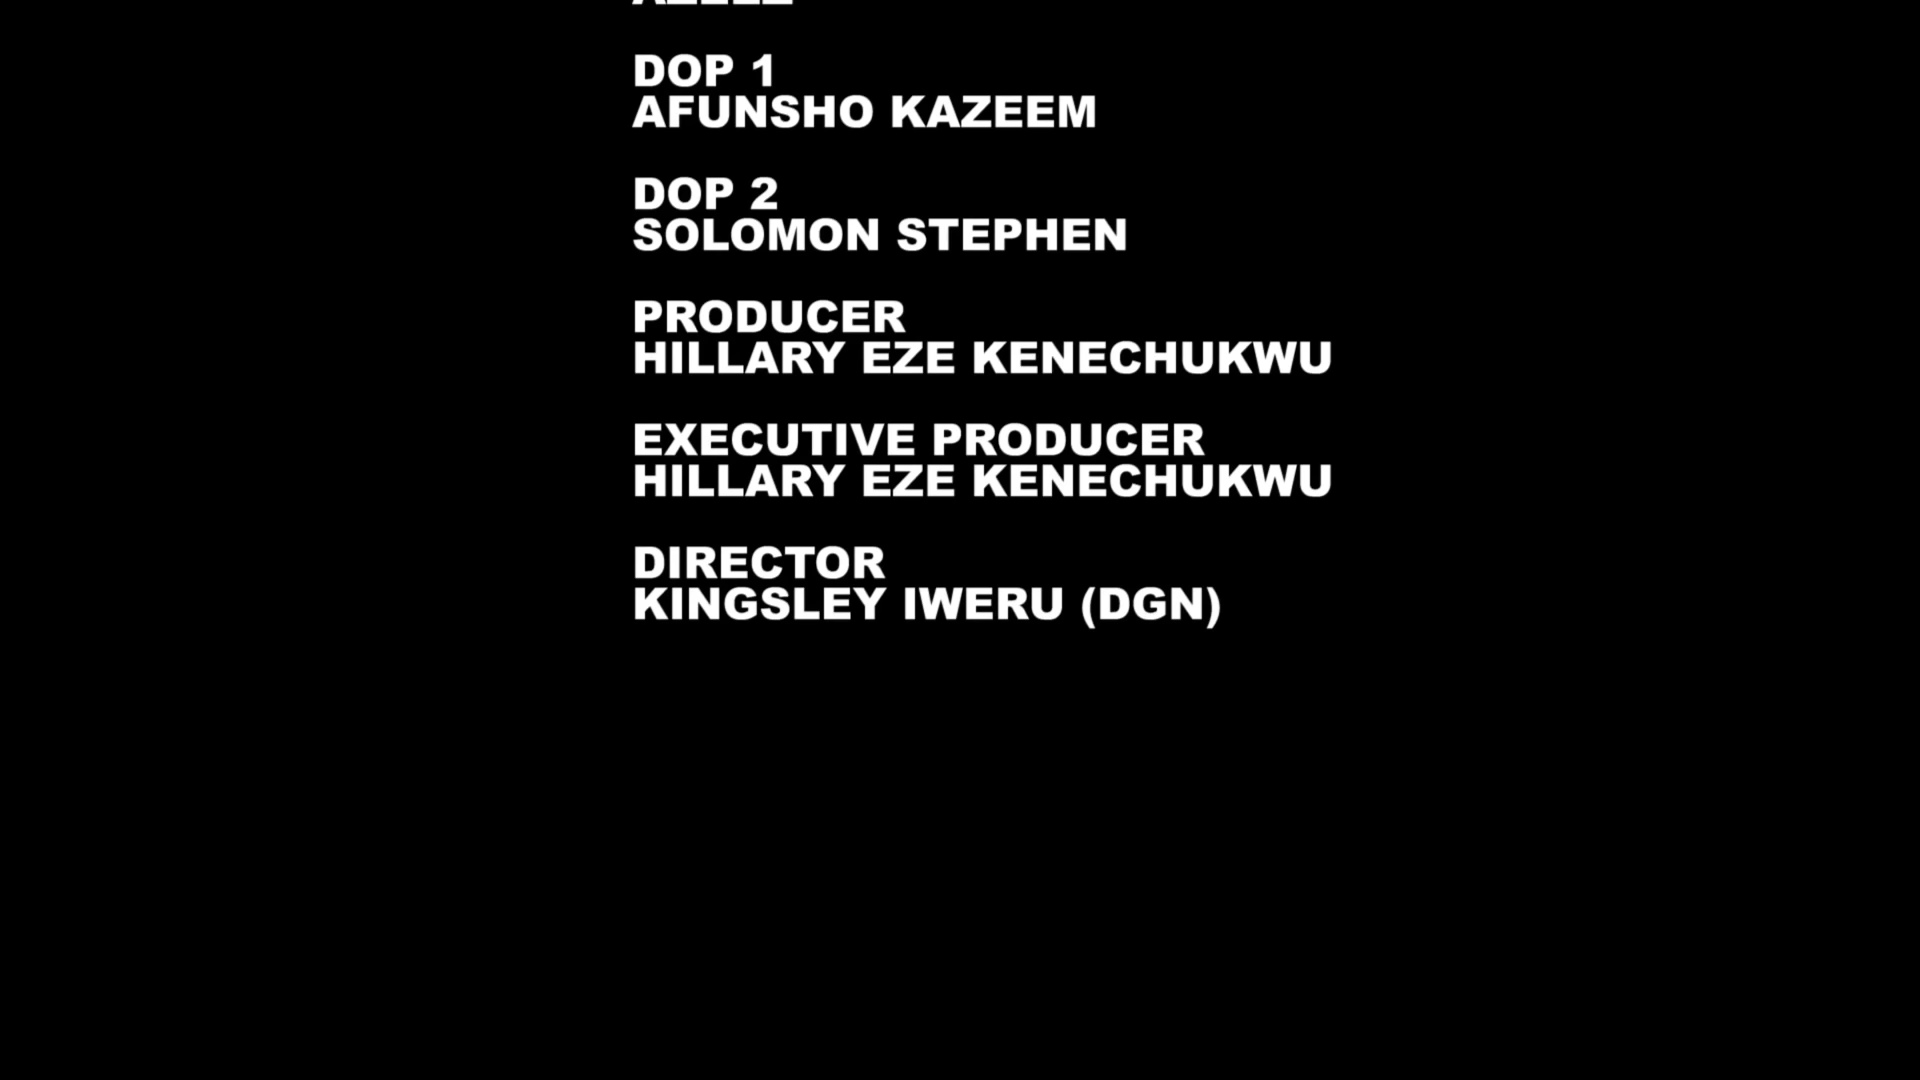 DOP 1
AFUNSHO KAZEEM
DOP 2
SOLOMON STEPHEN
PRODUCER
HILLARY EZE KENECHUKWU
EXECUTIVE PRODUCER
HILLARY EZE KENECHUKWU
DIRECTOR
KINGSLEY IWERU (DGN)